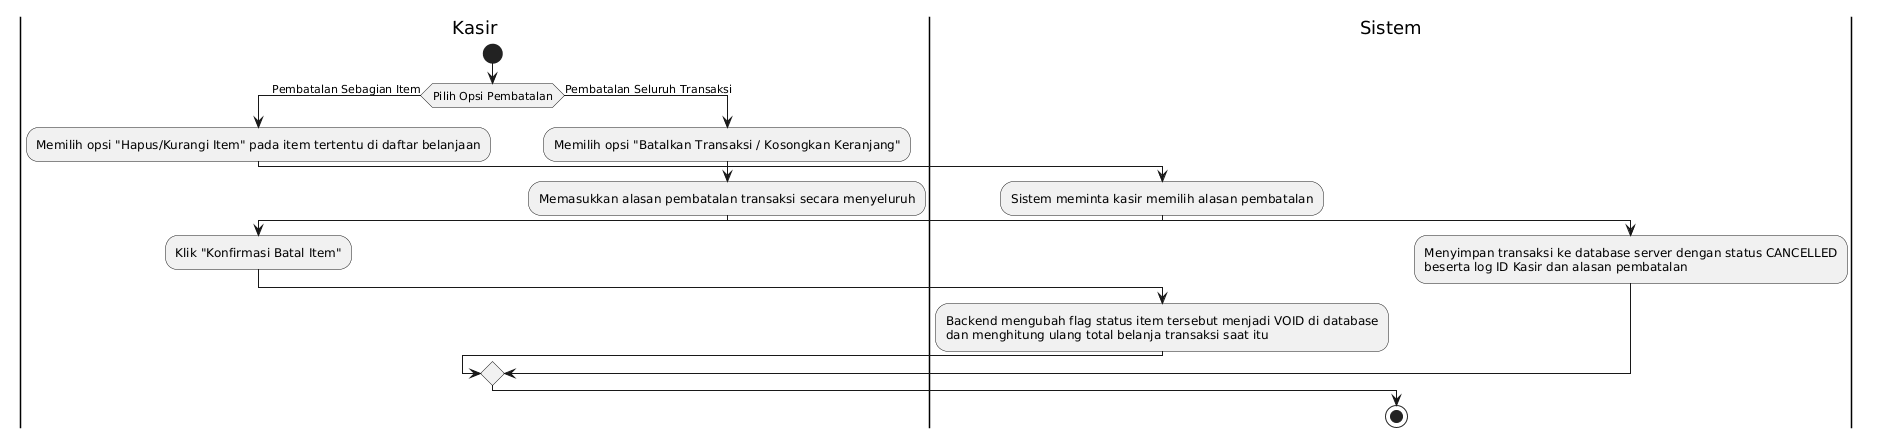 Kasir
Sistem
Pembatalan Sebagian Item
Pilih Opsi Pembatalan
Pembatalan Seluruh Transaksi
Memilih opsi "Hapus/Kurangi Item" pada item tertentu di daftar belanjaan
Memilih opsi "Batalkan Transaksi / Kosongkan Keranjang"
Memasukkan alasan pembatalan transaksi secara menyeluruh
Sistem meminta kasir memilih alasan pembatalan
Klik "Konfirmasi Batal Item"
Menyimpan transaksi ke database server dengan status CANCELLED
beserta log ID Kasir dan alasan pembatalan
Backend mengubah flag status item tersebut menjadi VOID di database
dan menghitung ulang total belanja transaksi saat itu